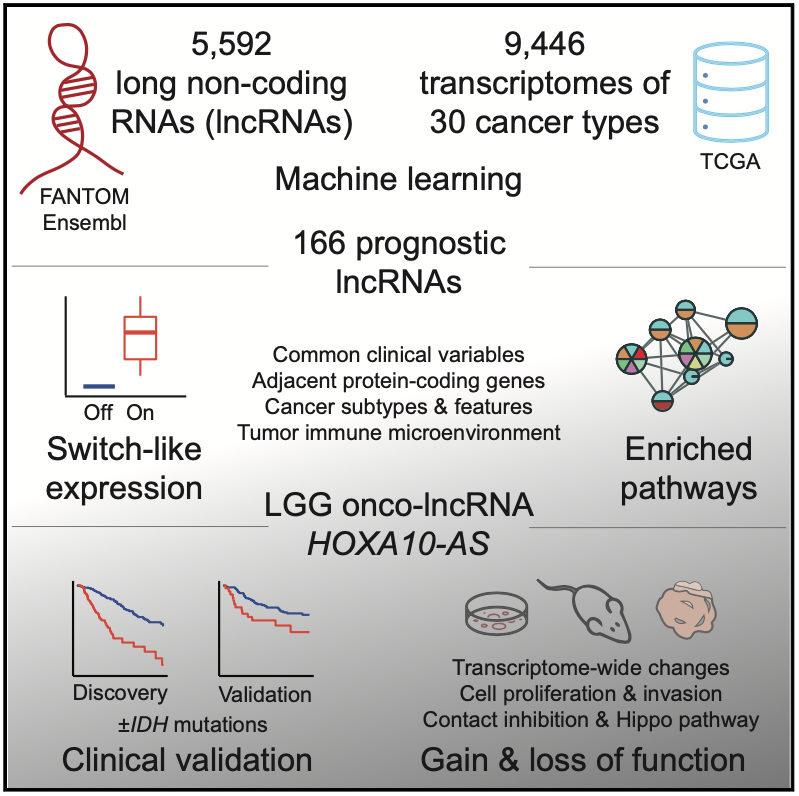 5,592
long non-coding
RNAs (lncRNAs)
9,446
transcriptomes of
30 cancer types
FANTOM
Ensembl
TCGA
Machine learning
166 prognostic
lncRNAs
Off On
Switch-like
expression
Common clinical variables
Adjacent protein-coding genes
Cancer subtypes & features
Tumor immune microenvironment
Enriched
pathways
LGG onco-lncRNA
HOXA10-AS
Discovery
Validation
±IDH mutations
Clinical validation
Transcriptome-wide changes
Cell proliferation & invasion
Contact inhibition & Hippo pathway
Gain & loss of function